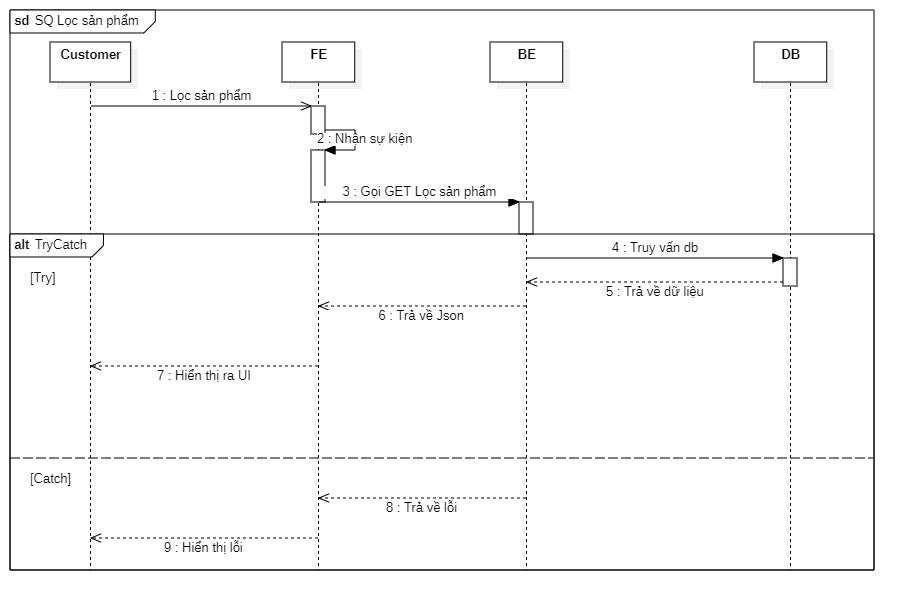 sd SQ Lọc sản phẩm
Customer
FE
BE
DB
1 : Lọc sản phẩm
2 : Nhận sự kiện
3 : Gọi GET Lọc sản phẩm
alt TryCatch
4 : Truy vấn db
[Try]
5 : Trả về dữ liệu
6 : Trả về Json
7 : Hiển thị ra UI
[Catch]
8 : Trả về lỗi
9 : Hiển thị lỗi